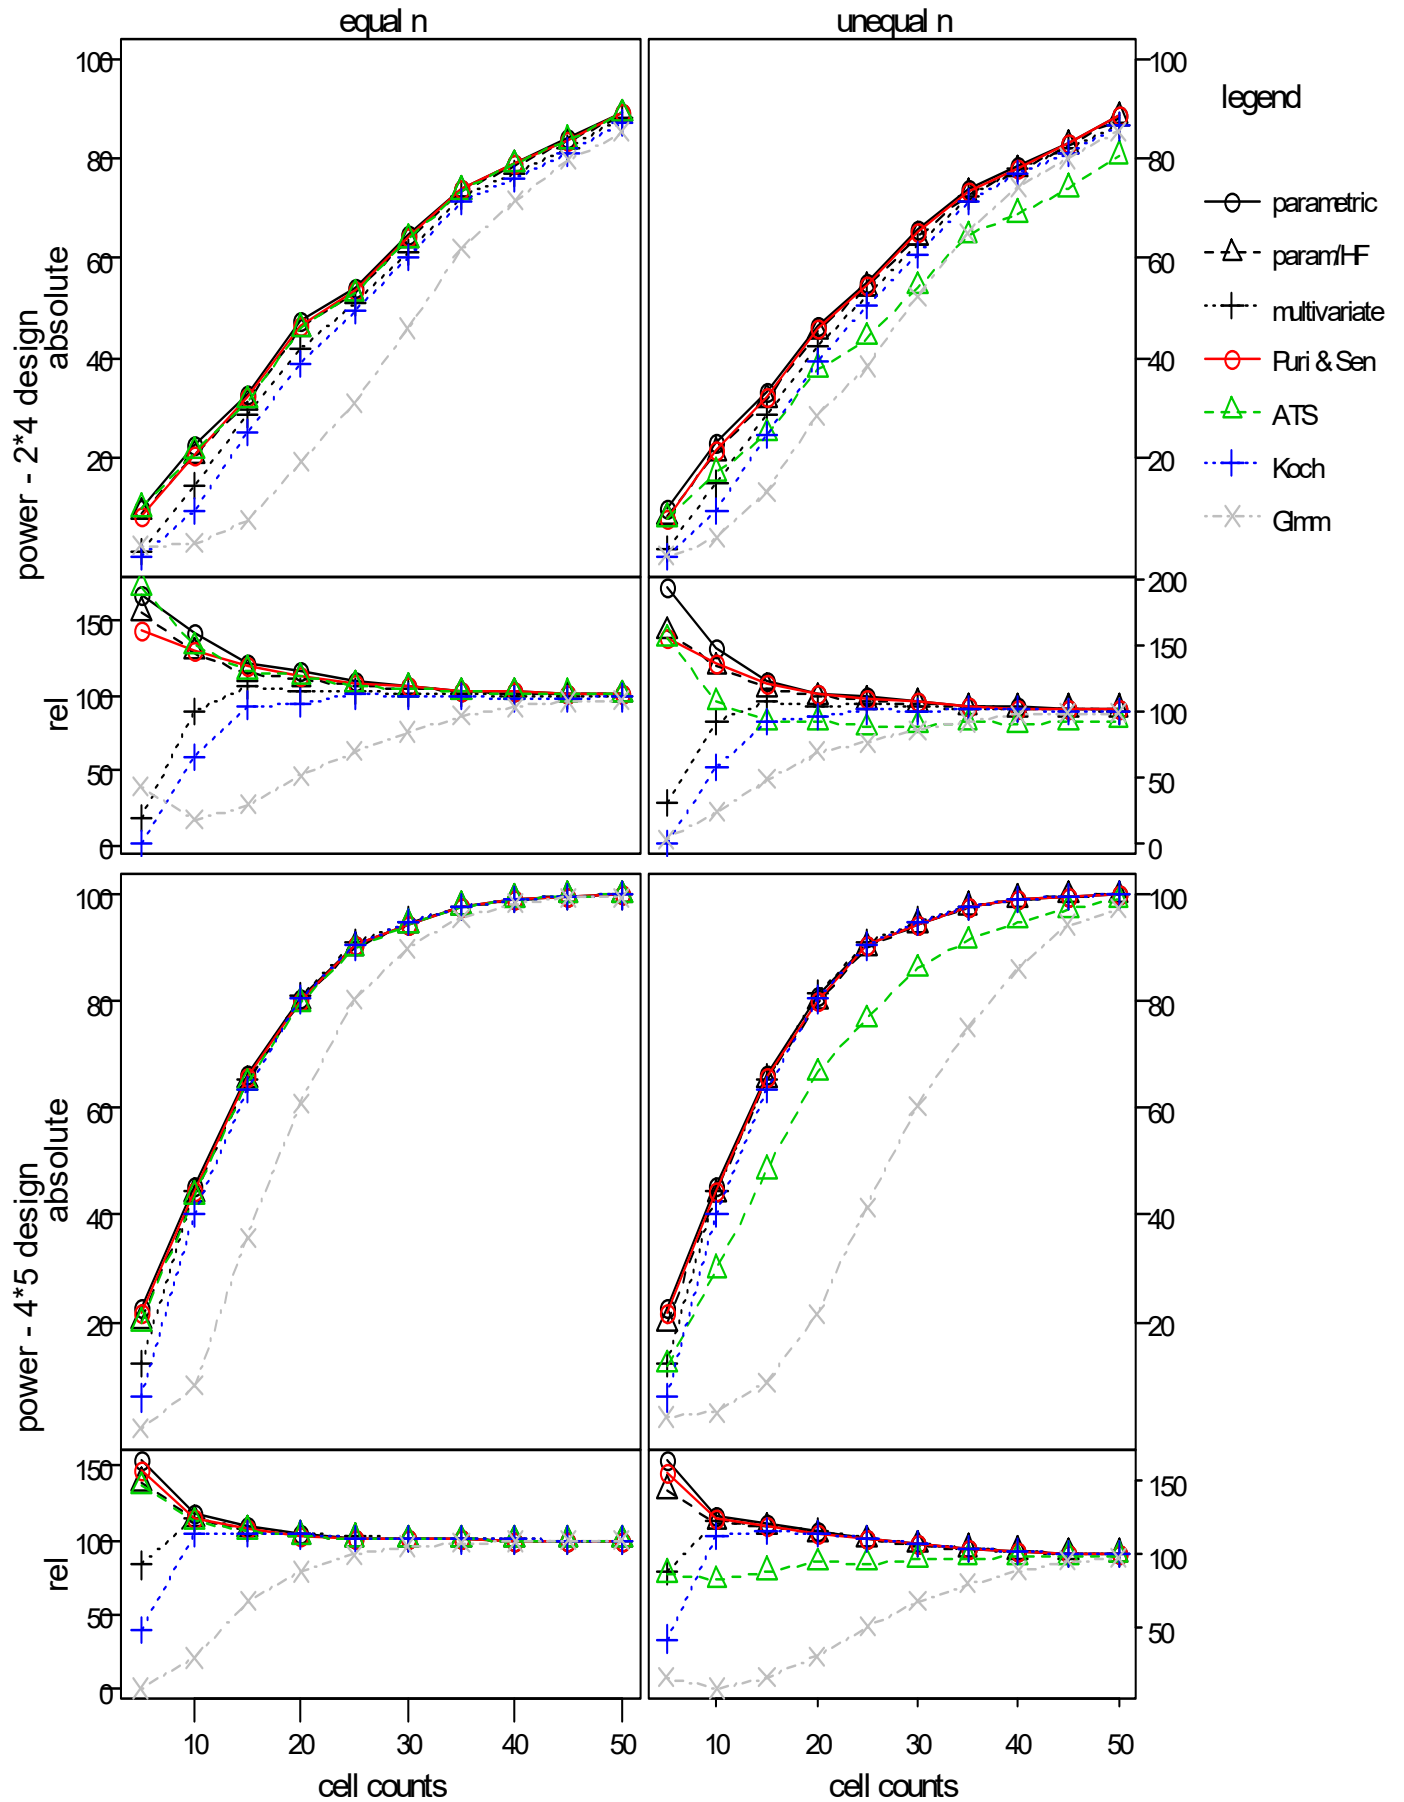 equal n
unequal n
legend
parametric
param/HF
multivariate
Puri & Sen
ATS
Koch
Glmm
power - 2*4 design
absolute
100
80
60
40
20
100
80
60
40
20
rel
150
100
50
0
200
150
100
50
0
power - 4*5 design
absolute
100
80
60
40
20
100
80
60
40
20
rel
150
100
50
0
150
100
50
10 20 30 40 50
10 20 30 40 50
cell counts
cell counts